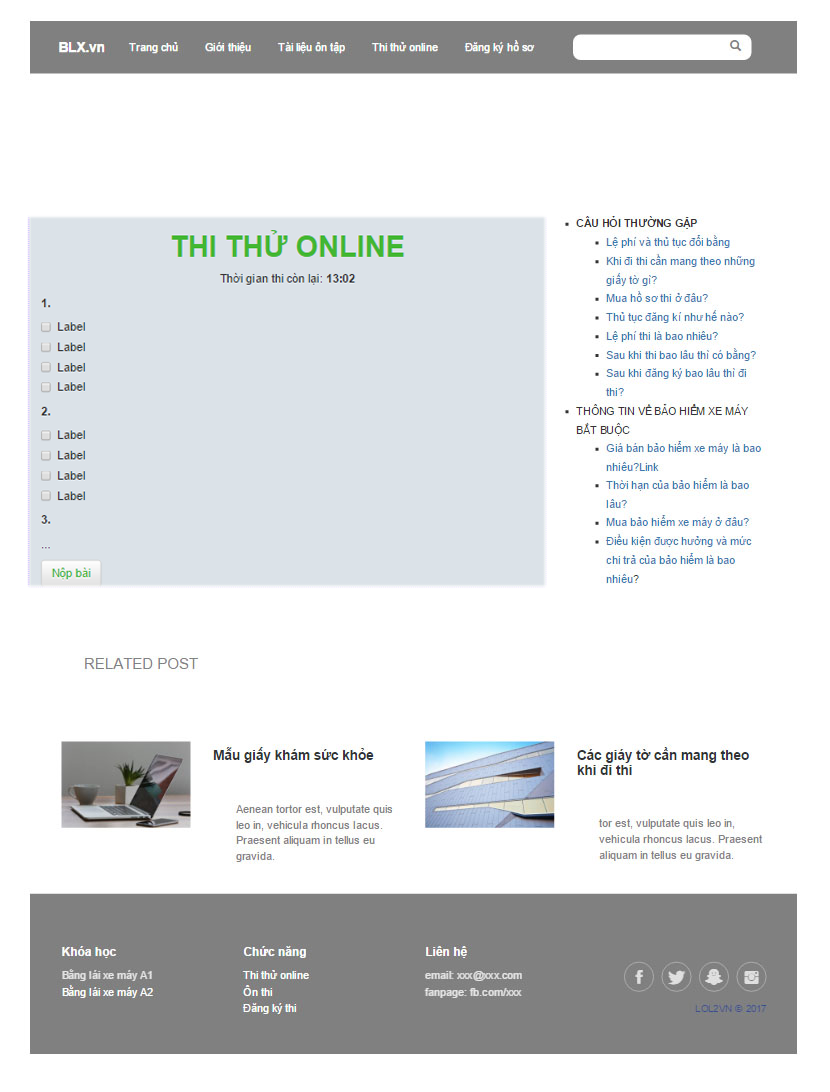 BLX.vn Trang chủ Giới thiệu Tài liệu ôn tập Thi thử online Đăng ký hồ sơ
THI THỬ ONLINE
Thời gian thi còn lại: 13:02
1.
Label
Label
Label
Label
2.
Label
Label
Label
Label
3.
...
Nộp bài
CÂU HỎI THƯỜNG GẶP
Lệ phí và thủ tục đổi bằng
Khi đi thi cần mang theo những
giấy tờ gì?
Mua hồ sơ thi ở đâu?
Thủ tục đăng kí như hế nào?
Lệ phí thi là bao nhiêu?
Sau khi thi bao lâu thí có bằng?
Sau khi đăng ký bao lâu thí đi
thi?
THÔNG TIN VỀ BẢO HIỂM XE MÁY
BẮT BUỘC
Giá bán bảo hiểm xe máy là bao
nhiêu?Link
Thời hạn của bảo hiểm là bao
lâu?
Mua bảo hiểm xe máy ở đâu?
Điều kiện được hưởng và mức
chi trả của bảo hiểm là bao
nhiêu?
RELATED POST
Mẫu giấy khám sức khỏe
Aenean tortor est, vulputate quis
leo in, vehicula rhoncus lacus.
Praesent aliquam in tellus eu
gravida.
Các giáy tờ cần mang theo
khi đi thi
tor est, vulputate quis leo in,
vehicula rhoncus lacus. Praesent
aliquam in tellus eu gravida.
Khóa học
Bằng lái xe máy A1
Bằng lái xe máy A2
Chức năng
Thi thử online
Ôn thi
Đăng ký thi
Liên hệ
email: xxx@xxx.com
fanpage: fb.com/xxx
LOL2VN © 2017